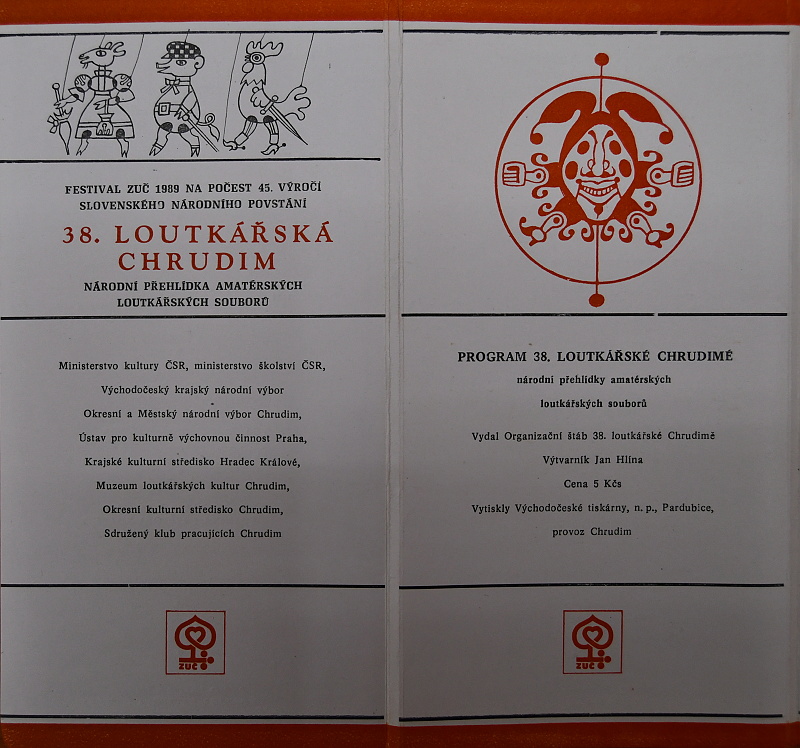 FESTIVAL ZUČ 1989 NA POČEST 45. VÝROČÍ
SLOVENSKÉHO NÁRODNÍHO POVSTÁNÍ
38. LOUTKÁŘSKÁ
CHRUDIM
NÁRODNÍ PŘEHLÍDKA AMATÉRSKÝCH
LOUTKÁŘSKÝCH SOUBORŮ
Ministerstvo kultury ČSR, ministerstvo školství ČSR,
Východočeský krajský národní výbor
Okresní a Městský národní výbor Chrudim,
Ústav pro kulturně výchovnou činnost Praha,
Krajské kulturní středisko Hradec Králové,
Muzeum loutkářských kultur Chrudim,
Okresní kulturní středisko Chrudim,
Sdružený klub pracujících Chrudim
ZUČ
PROGRAM 38. LOUTKÁŘSKÉ CHRUDIMĚ
národní přehlídky amatérských
loutkářských souborů
Vydal Organizační štáb 38. loutkářské Chrudimě
Výtvarník Jan Hlína
Cena 5 Kčs
Vytiskly Východočeské tiskárny, n. p., Pardubice,
provoz Chrudim
ZUČ